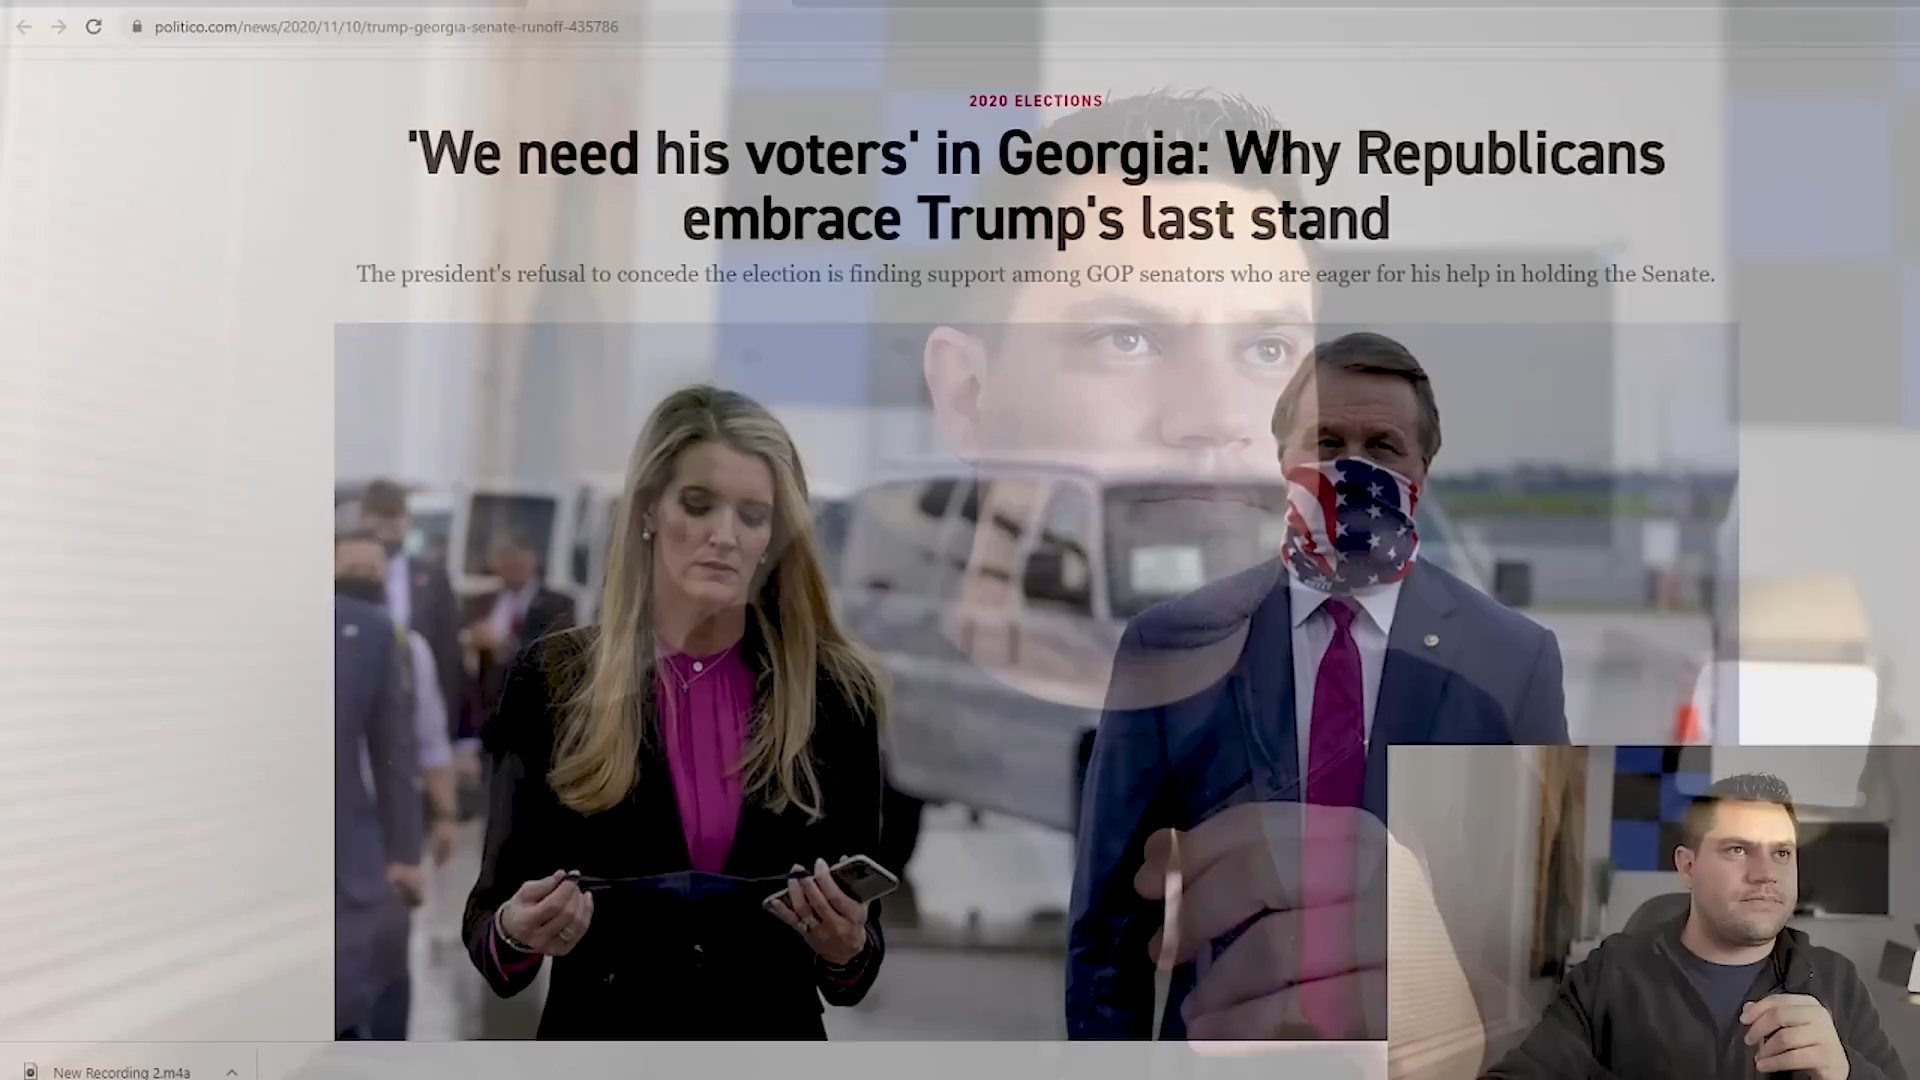 politico.com/news/2020/11/10/trump-georgia-senate-runoff-435786
2020 ELECTIONS
'We need his voters' in Georgia: Why Republicans
embrace Trump's last stand
The president's refusal to concede the election is finding support among GOP senators who are eager for his help in holding the Senate.
New Recording 2.m4a